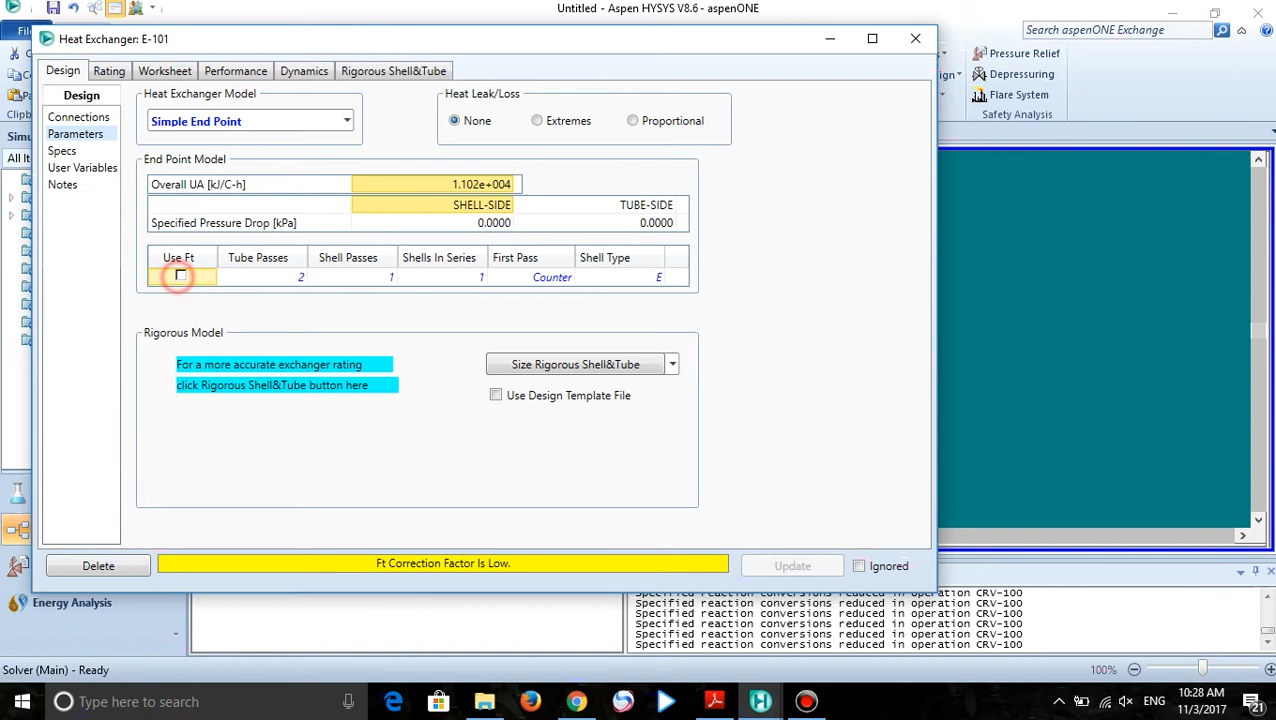 Untitled - Aspen HYSYS V8.6 - aspenONE
Search aspenONE Exchange
Heat Exchanger: E-101
Pressure Relief
Depressuring
Flare System
Safety Analysis
Design
Rating
Worksheet
Performance
Dynamics
Rigorous Shell&Tube
Design
Connections
Parameters
Specs
User Variables
Notes
Heat Exchanger Model
Simple End Point
Heat Leak/Loss
None
Extremes
Proportional
End Point Model
Overall UA [kJ/C-h] 1.102e+004
SHELL-SIDE TUBE-SIDE
Specified Pressure Drop [kPa] 0.0000 0.0000
Use Ft Tube Passes Shell Passes Shells In Series First Pass Shell Type
2 1 1 Counter E
Rigorous Model
For a more accurate exchanger rating
click Rigorous Shell&Tube button here
Size Rigorous Shell&Tube
Use Design Template File
Delete
Ft Correction Factor Is Low.
Update
Ignored
Energy Analysis
Specified reaction conversions reduced in operation CRV-100
Specified reaction conversions reduced in operation CRV-100
Specified reaction conversions reduced in operation CRV-100
Specified reaction conversions reduced in operation CRV-100
Specified reaction conversions reduced in operation CRV-100
Specified reaction conversions reduced in operation CRV-100
Solver (Main) - Ready
100%
Type here to search
ENG
10:28 AM
11/3/2017
21